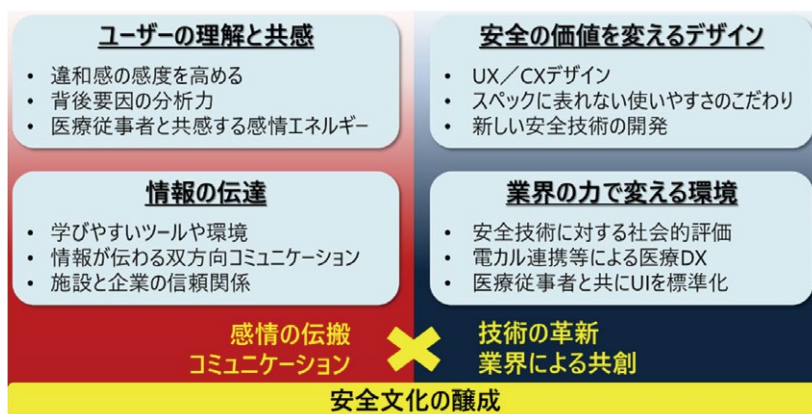 ユーザーの理解と共感
• 違和感の感度を高める
• 背後要因の分析力
• 医療従事者と共感する感情エネルギー
安全の価値を変えるデザイン
• UX／CXデザイン
• スペックに表れない使いやすさのこだわり
• 新しい安全技術の開発
情報の伝達
• 学びやすいツールや環境
• 情報が伝わる双方向コミュニケーション
• 施設と企業の信頼関係
業界の力で変える環境
• 安全技術に対する社会的評価
• 電カル連携等による医療DX
• 医療従事者と共にUIを標準化
感情の伝搬
コミュニケーション
技術の革新
業界による共創
安全文化の醸成